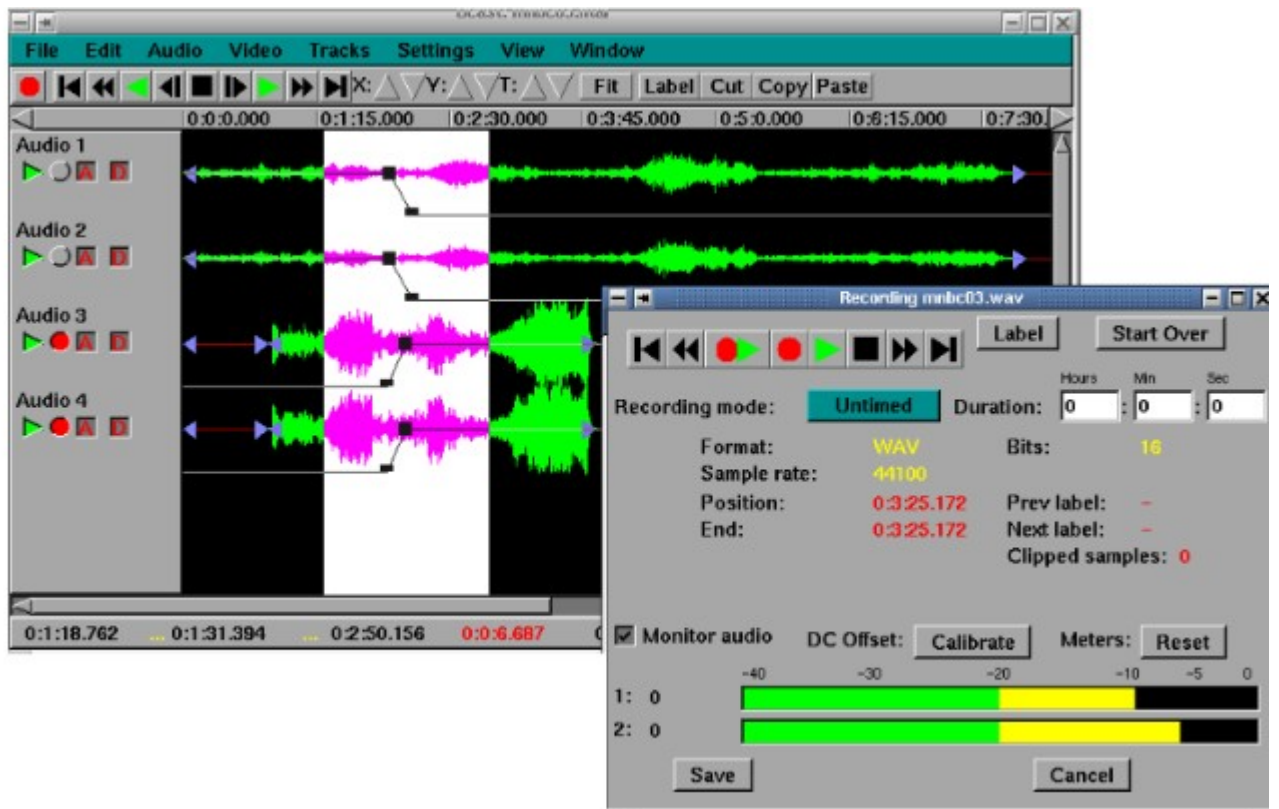 File Edit Audio Video Tracks Settings View Window
X: Y: T: Fit Label Cut Copy Paste
0:0:0.000 0:1:15.000 0:2:30.000 0:3:45.000 0:5:0.000 0:6:15.000 0:7:30.
Audio 1
A D
Audio 2
A D
Audio 3
A D
Audio 4
A D
0:1:18.762 ... 0:1:31.394 ... 0:2:50.156 0:0:6.687
Recording mnbc03.wav
Label Start Over
Hours Min Sec
Recording mode: Untimed Duration: 0 : 0 : 0
Format: WAV Bits: 16
Sample rate: 44100
Position: 0:3:25.172 Prev label: -
End: 0:3:25.172 Next label: -
Clipped samples: 0
Monitor audio DC Offset: Calibrate Meters: Reset
-40 -30 -20 -10 -5 0
1: 0
2: 0
Save Cancel